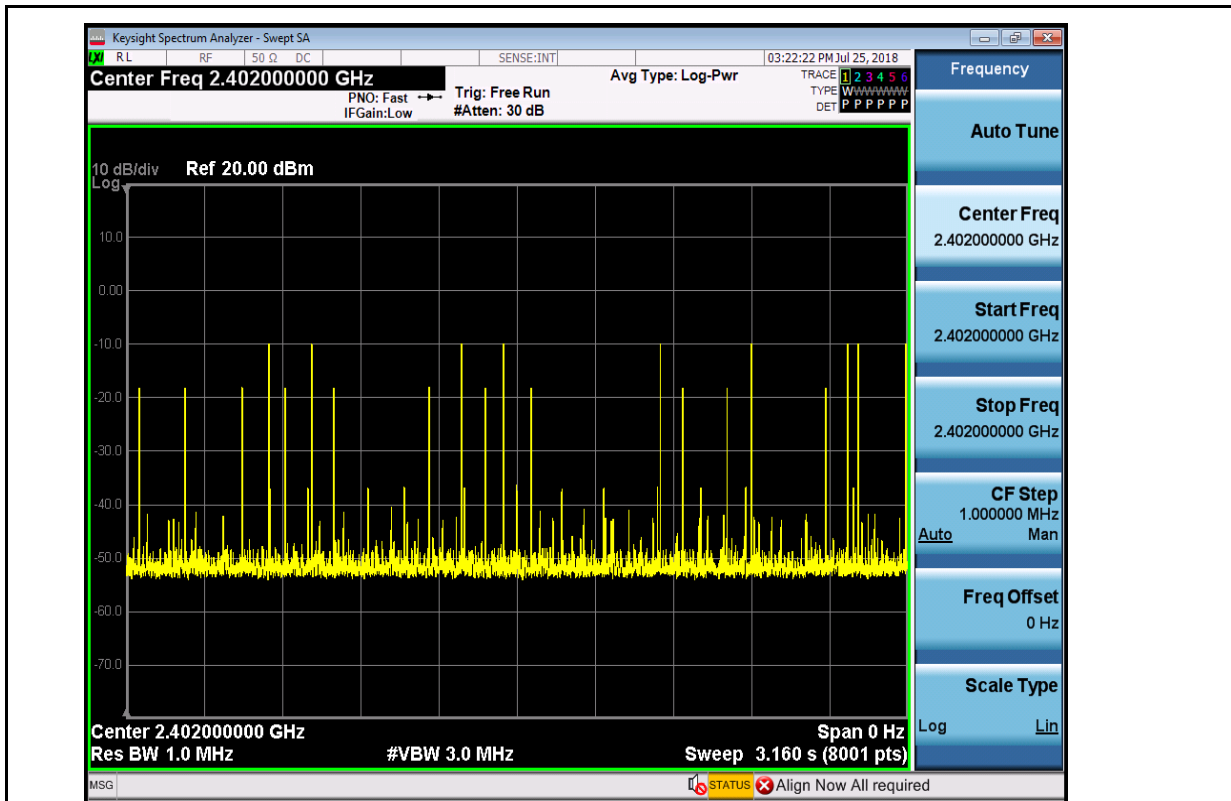 Keysight Spectrum Analyzer - Swept SA
LXI RL RF 50 Ω DC SENSE:INT 03:22:22 PM Jul 25, 2018
Center Freq 2.402000000 GHz
PNO: Fast
IFGain:Low
Trig: Free Run
#Atten: 30 dB
Avg Type: Log-Pwr
TRACE 1 2 3 4 5 6
TYPE WWWWWW
DET P P P P P P
10 dB/div Ref 20.00 dBm
Log
10.0
0.00
-10.0
-20.0
-30.0
-40.0
-50.0
-60.0
-70.0
Center 2.402000000 GHz Span 0 Hz
Res BW 1.0 MHz #VBW 3.0 MHz Sweep 3.160 s (8001 pts)
MSG STATUS Align Now All required
Frequency
Auto Tune
Center Freq
2.402000000 GHz
Start Freq
2.402000000 GHz
Stop Freq
2.402000000 GHz
CF Step
1.000000 MHz
Auto Man
Freq Offset
0 Hz
Scale Type
Log Lin